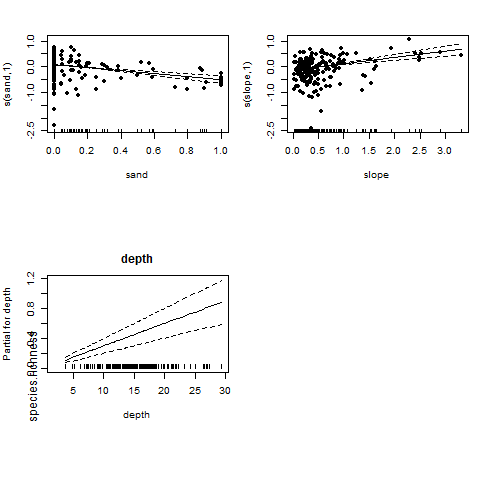 s(sand,1)
1.0
0.0
-1.0
-2.5
0.0 0.2 0.4 0.6 0.8 1.0
sand
s(slope,1)
1.0
0.0
-1.0
-2.5
0.0 0.5 1.0 1.5 2.0 2.5 3.0
slope
depth
Partial for depth
species.richness
1.2
0.8
0.4
0.0
5 10 15 20 25 30
depth